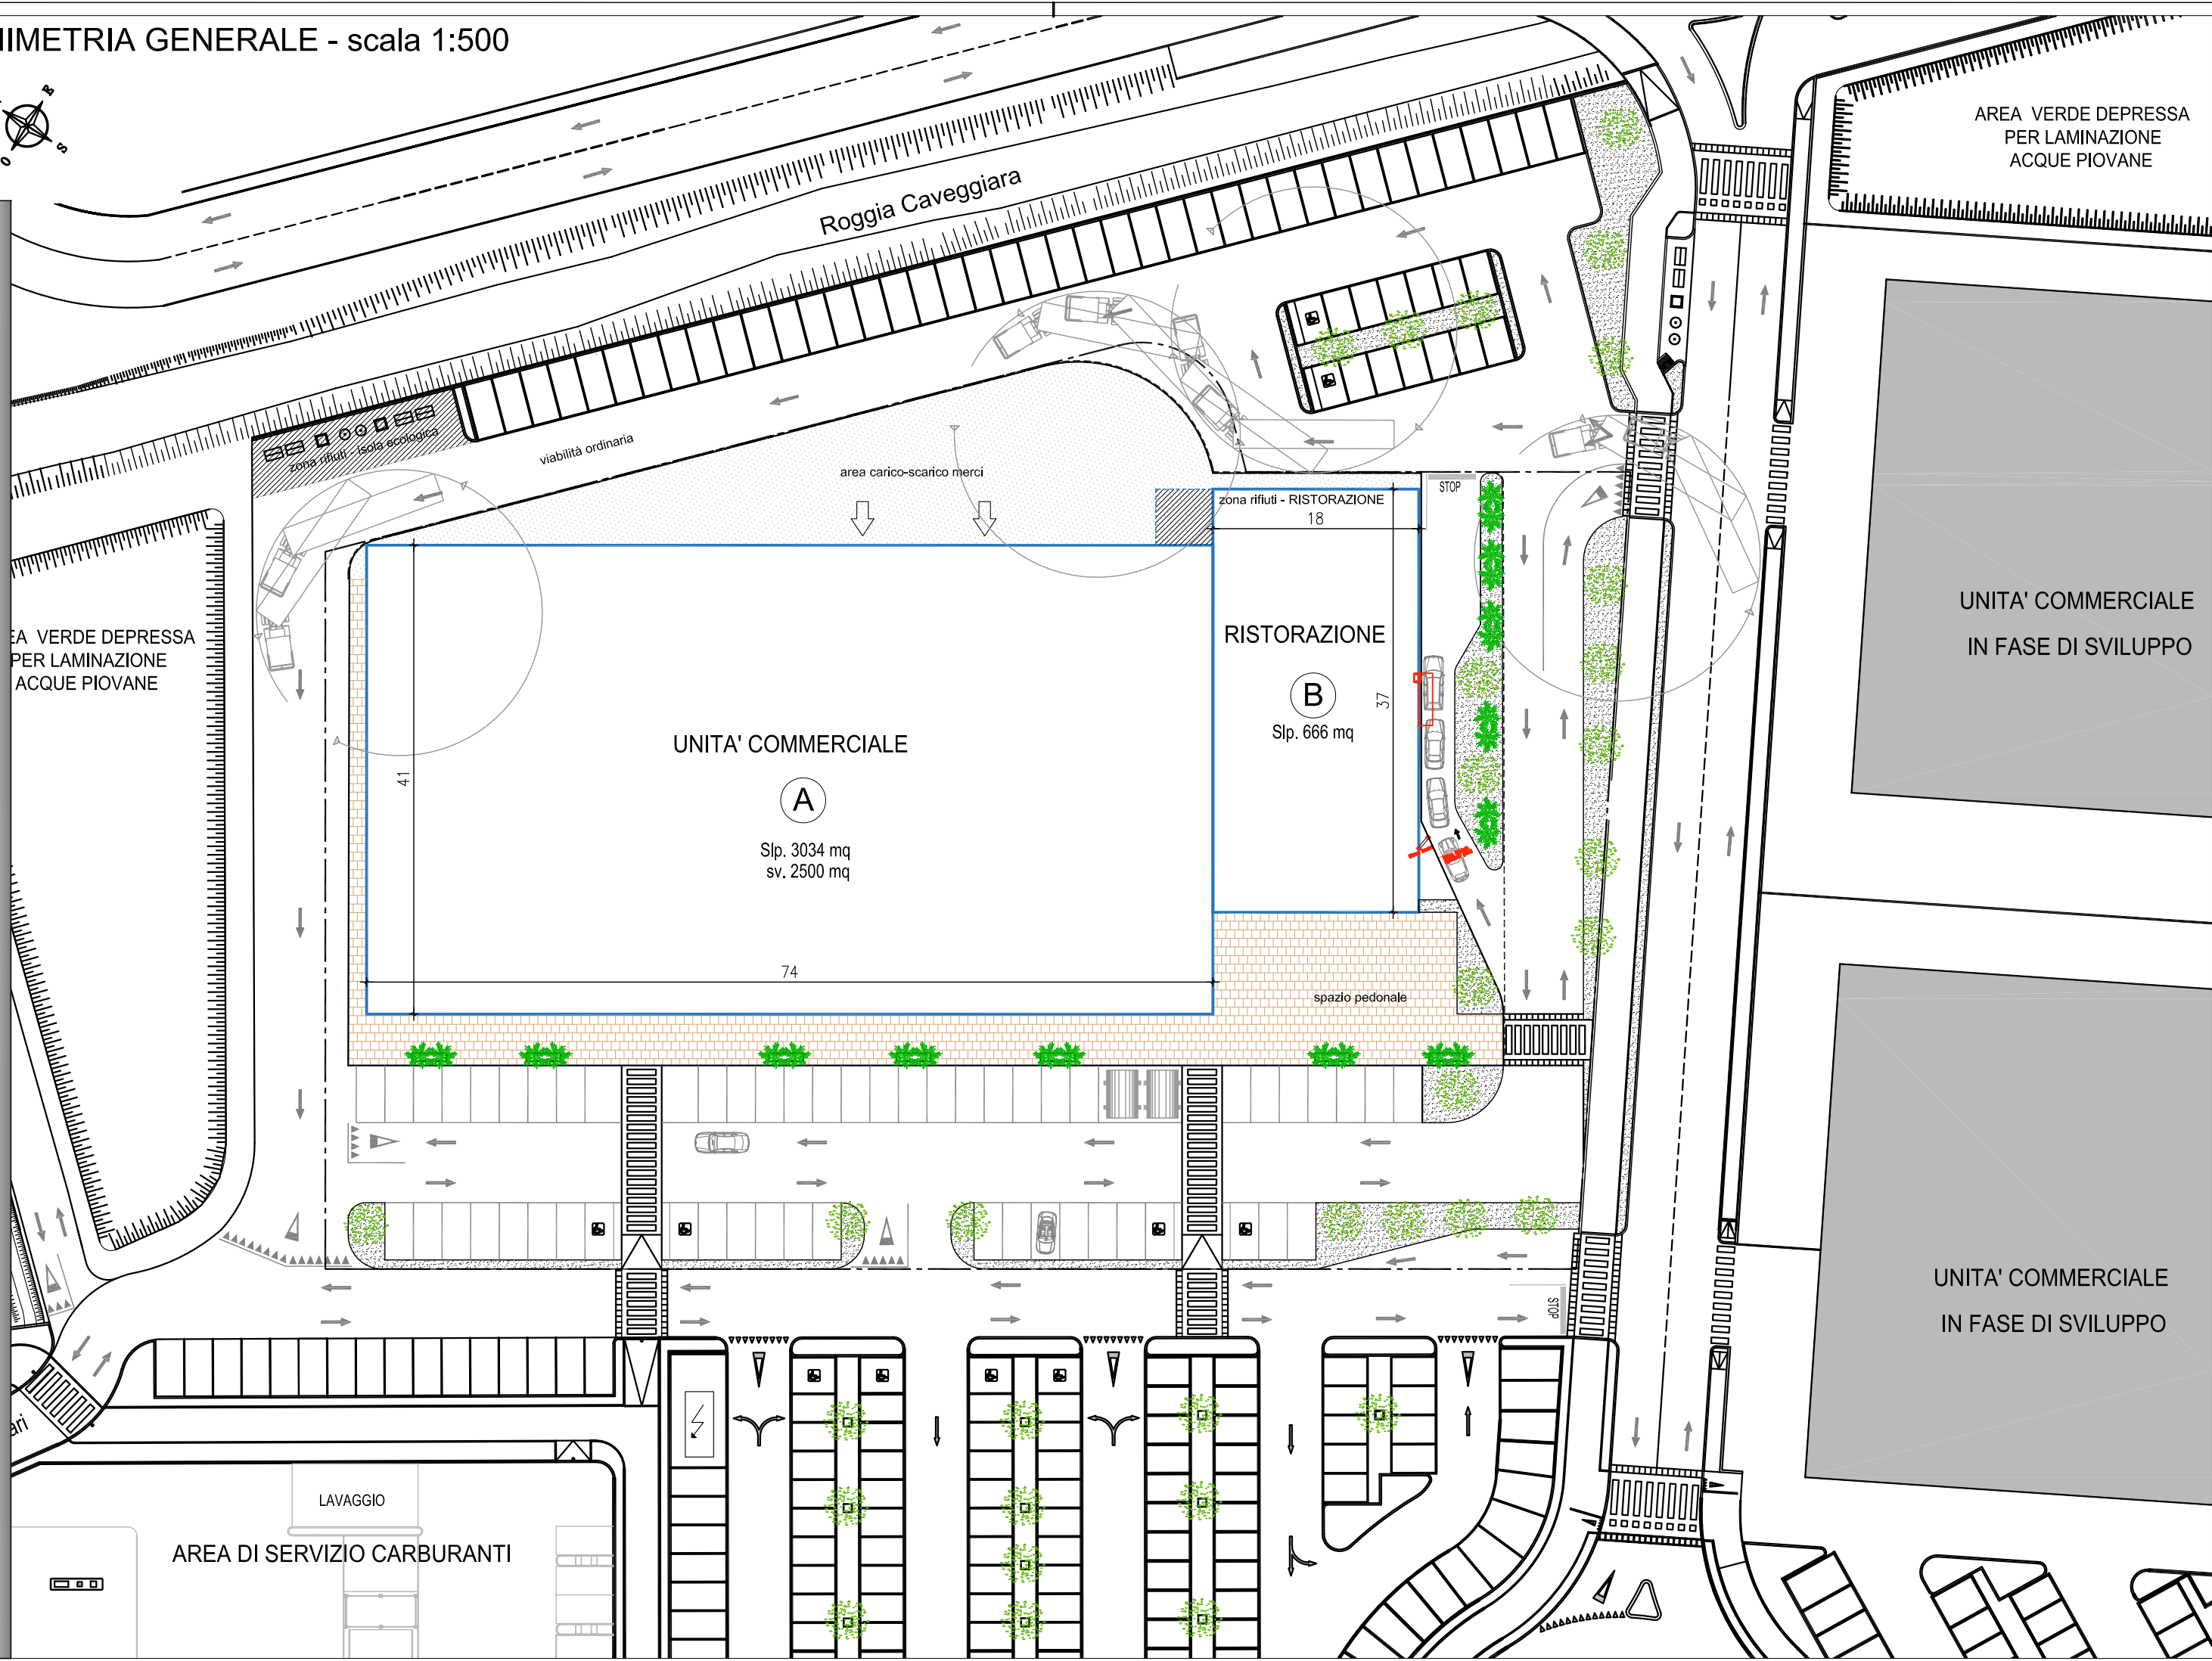 IIMETRIA GENERALE - scala 1:500
E
S
O
Roggia Caveggiara
AREA VERDE DEPRESSA
PER LAMINAZIONE
ACQUE PIOVANE
zona rifiuti - isola ecologica
viabilità ordinaria
area carico-scarico merci
zona rifiuti - RISTORAZIONE
18
STOP
EA VERDE DEPRESSA
PER LAMINAZIONE
ACQUE PIOVANE
UNITA' COMMERCIALE
A
Slp. 3034 mq
sv. 2500 mq
41
74
RISTORAZIONE
B
Slp. 666 mq
37
spazio pedonale
UNITA' COMMERCIALE
IN FASE DI SVILUPPO
UNITA' COMMERCIALE
IN FASE DI SVILUPPO
STOP
ari
LAVAGGIO
AREA DI SERVIZIO CARBURANTI